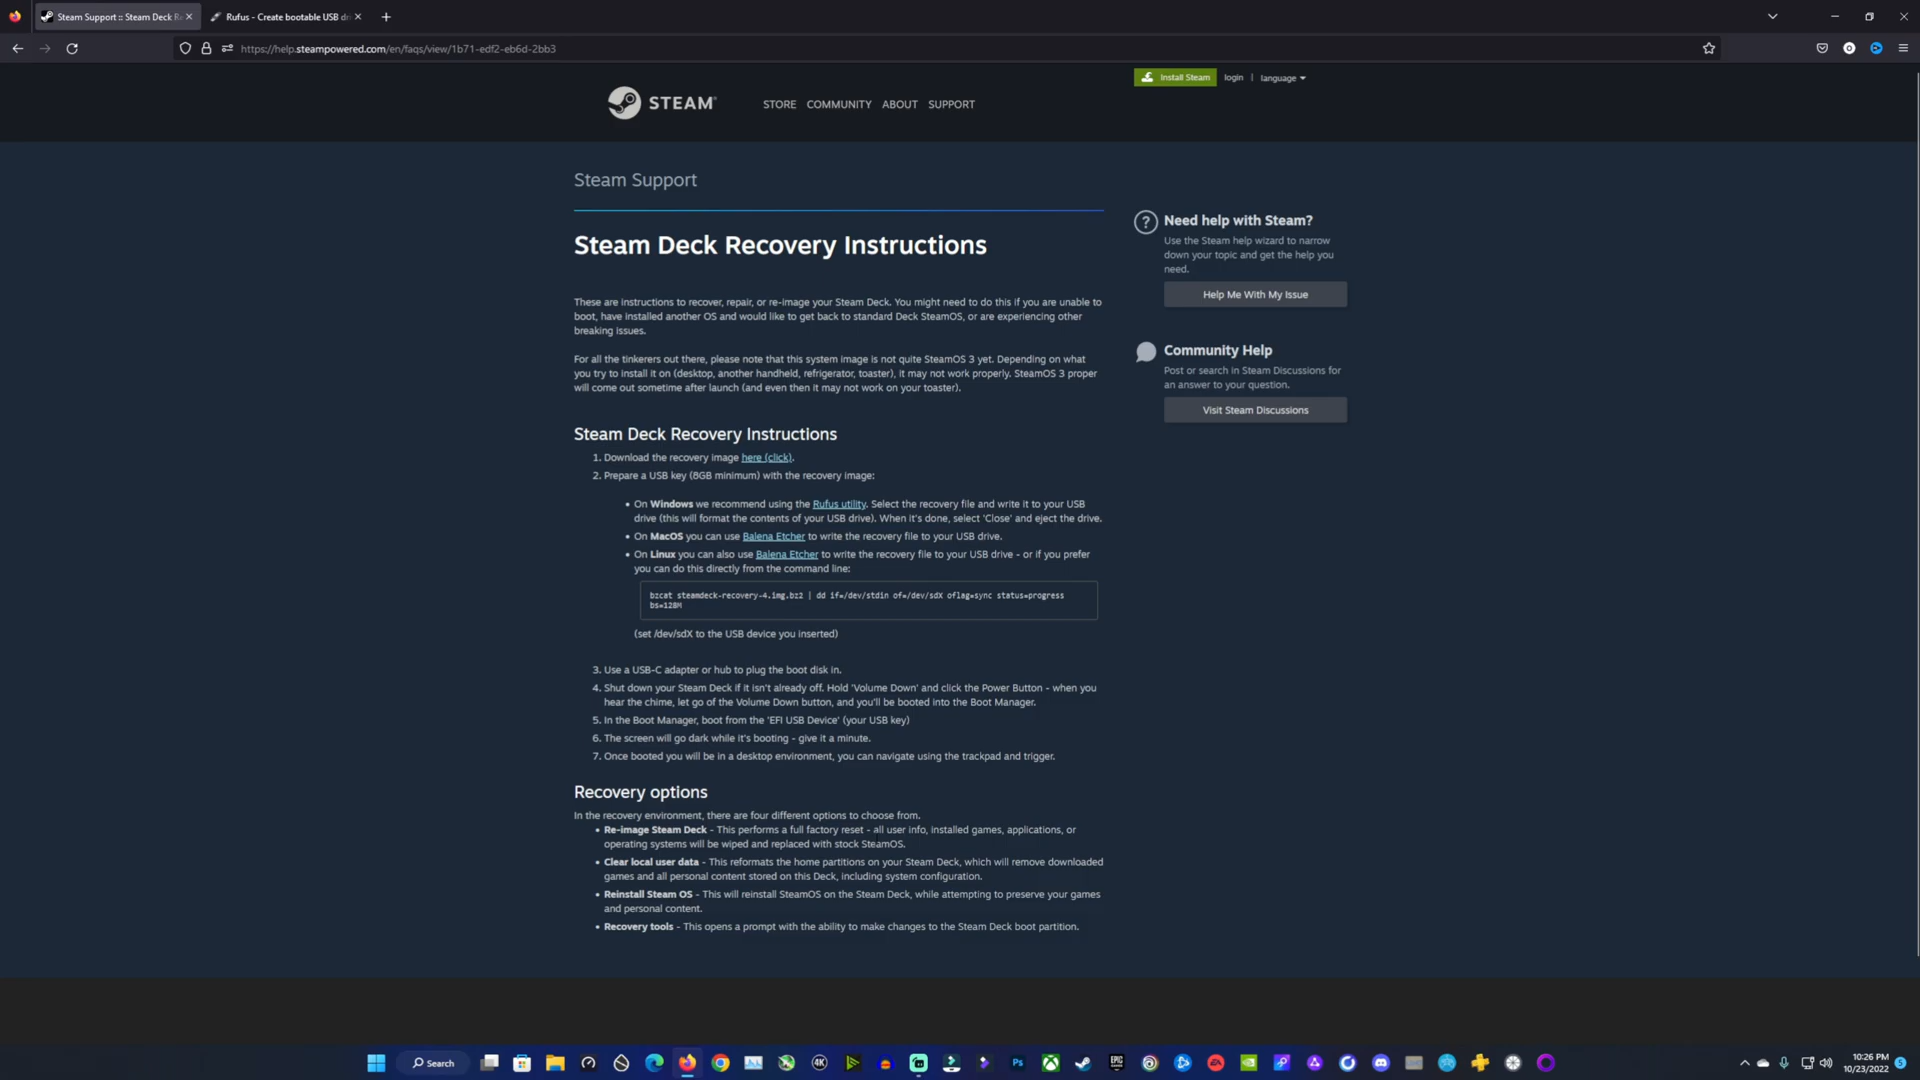 Steam Support :: Steam Deck R
Rufus - Create bootable USB dr
https://help.steampowered.com/en/faqs/view/1b71-edf2-eb6d-2bb3
Install Steam
login
|
language
STEAM
STORE
COMMUNITY
ABOUT
SUPPORT
Steam Support
Steam Deck Recovery Instructions
These are instructions to recover, repair, or re-image your Steam Deck. You might need to do this if you are unable to
boot, have installed another OS and would like to get back to standard Deck SteamOS, or are experiencing other
breaking issues.
For all the tinkerers out there, please note that this system image is not quite SteamOS 3 yet. Depending on what
you try to install it on (desktop, another handheld, refrigerator, toaster), it may not work properly. SteamOS 3 proper
will come out sometime after launch (and even then it may not work on your toaster).
Steam Deck Recovery Instructions
1. Download the recovery image here (click).
2. Prepare a USB key (8GB minimum) with the recovery image:
• On Windows we recommend using the Rufus utility. Select the recovery file and write it to your USB
drive (this will format the contents of your USB drive). When it's done, select 'Close' and eject the drive.
• On MacOS you can use Balena Etcher to write the recovery file to your USB drive.
• On Linux you can also use Balena Etcher to write the recovery file to your USB drive - or if you prefer
you can do this directly from the command line:
bzcat steamdeck-recovery-4.img.bz2 | dd if=/dev/stdin of=/dev/sdX oflag=sync status=progress
bs=128M
(set /dev/sdX to the USB device you inserted)
3. Use a USB-C adapter or hub to plug the boot disk in.
4. Shut down your Steam Deck if it isn't already off. Hold 'Volume Down' and click the Power Button - when you
hear the chime, let go of the Volume Down button, and you'll be booted into the Boot Manager.
5. In the Boot Manager, boot from the 'EFI USB Device' (your USB key)
6. The screen will go dark while it's booting - give it a minute.
7. Once booted you will be in a desktop environment, you can navigate using the trackpad and trigger.
Recovery options
In the recovery environment, there are four different options to choose from.
• Re-image Steam Deck - This performs a full factory reset - all user info, installed games, applications, or
operating systems will be wiped and replaced with stock SteamOS.
• Clear local user data - This reformats the home partitions on your Steam Deck, which will remove downloaded
games and all personal content stored on this Deck, including system configuration.
• Reinstall Steam OS - This will reinstall SteamOS on the Steam Deck, while attempting to preserve your games
and personal content.
• Recovery tools - This opens a prompt with the ability to make changes to the Steam Deck boot partition.
Need help with Steam?
Use the Steam help wizard to narrow
down your topic and get the help you
need.
Help Me With My Issue
Community Help
Post or search in Steam Discussions for
an answer to your question.
Visit Steam Discussions
Search
4K
Ps
EPIC
EA
10:26 PM
10/23/2022
5